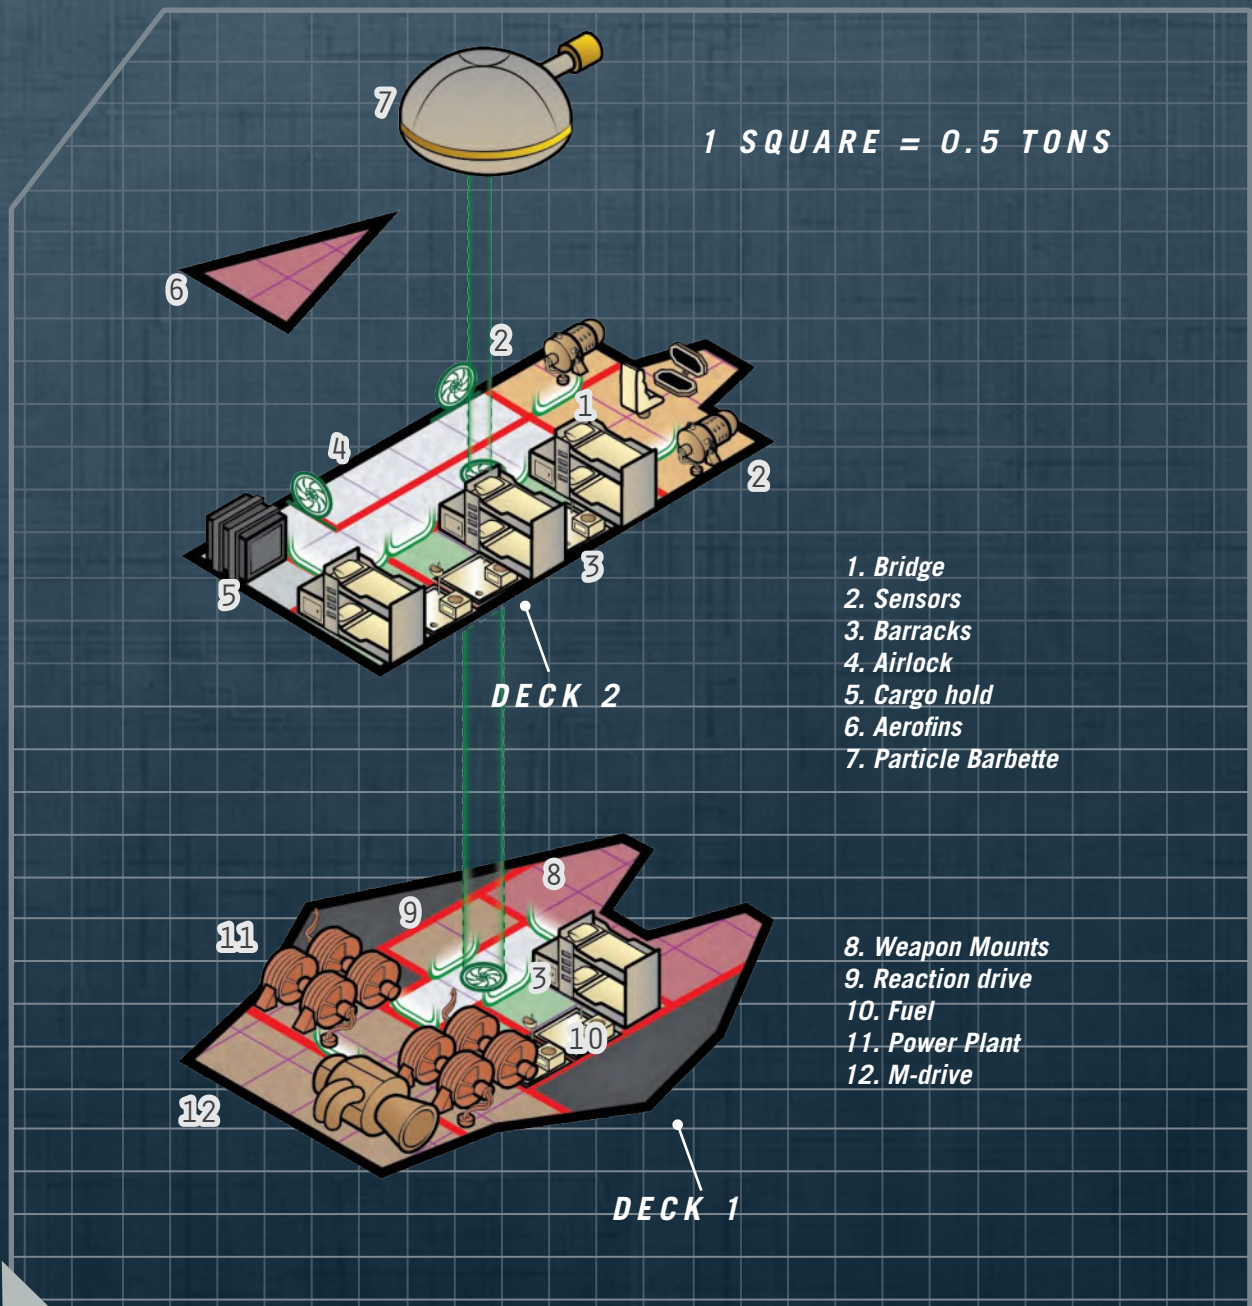 7
1 SQUARE = 0.5 TONS
6
2
1
4
2
3
5
DECK 2
1. Bridge
2. Sensors
3. Barracks
4. Airlock
5. Cargo hold
6. Aerofins
7. Particle Barbette
8
9
11
3
10
12
8. Weapon Mounts
9. Reaction drive
10. Fuel
11. Power Plant
12. M-drive
DECK 1